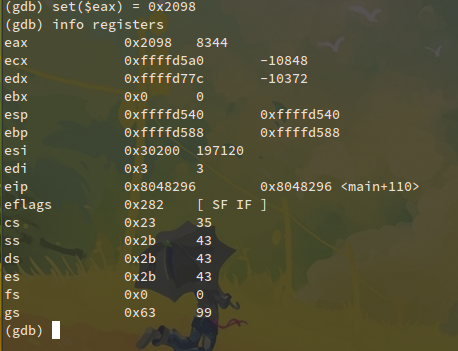 (gdb) set($eax) = 0x2098
(gdb) info registers
eax            0x2098   8344
ecx            0xffffd5a0       -10848
edx            0xffffd77c       -10372
ebx            0x0      0
esp            0xffffd540       0xffffd540
ebp            0xffffd588       0xffffd588
esi            0x30200  197120
edi            0x3      3
eip            0x8048296        0x8048296 <main+110>
eflags         0x282    [ SF IF ]
cs             0x23     35
ss             0x2b     43
ds             0x2b     43
es             0x2b     43
fs             0x0      0
gs             0x63     99
(gdb)